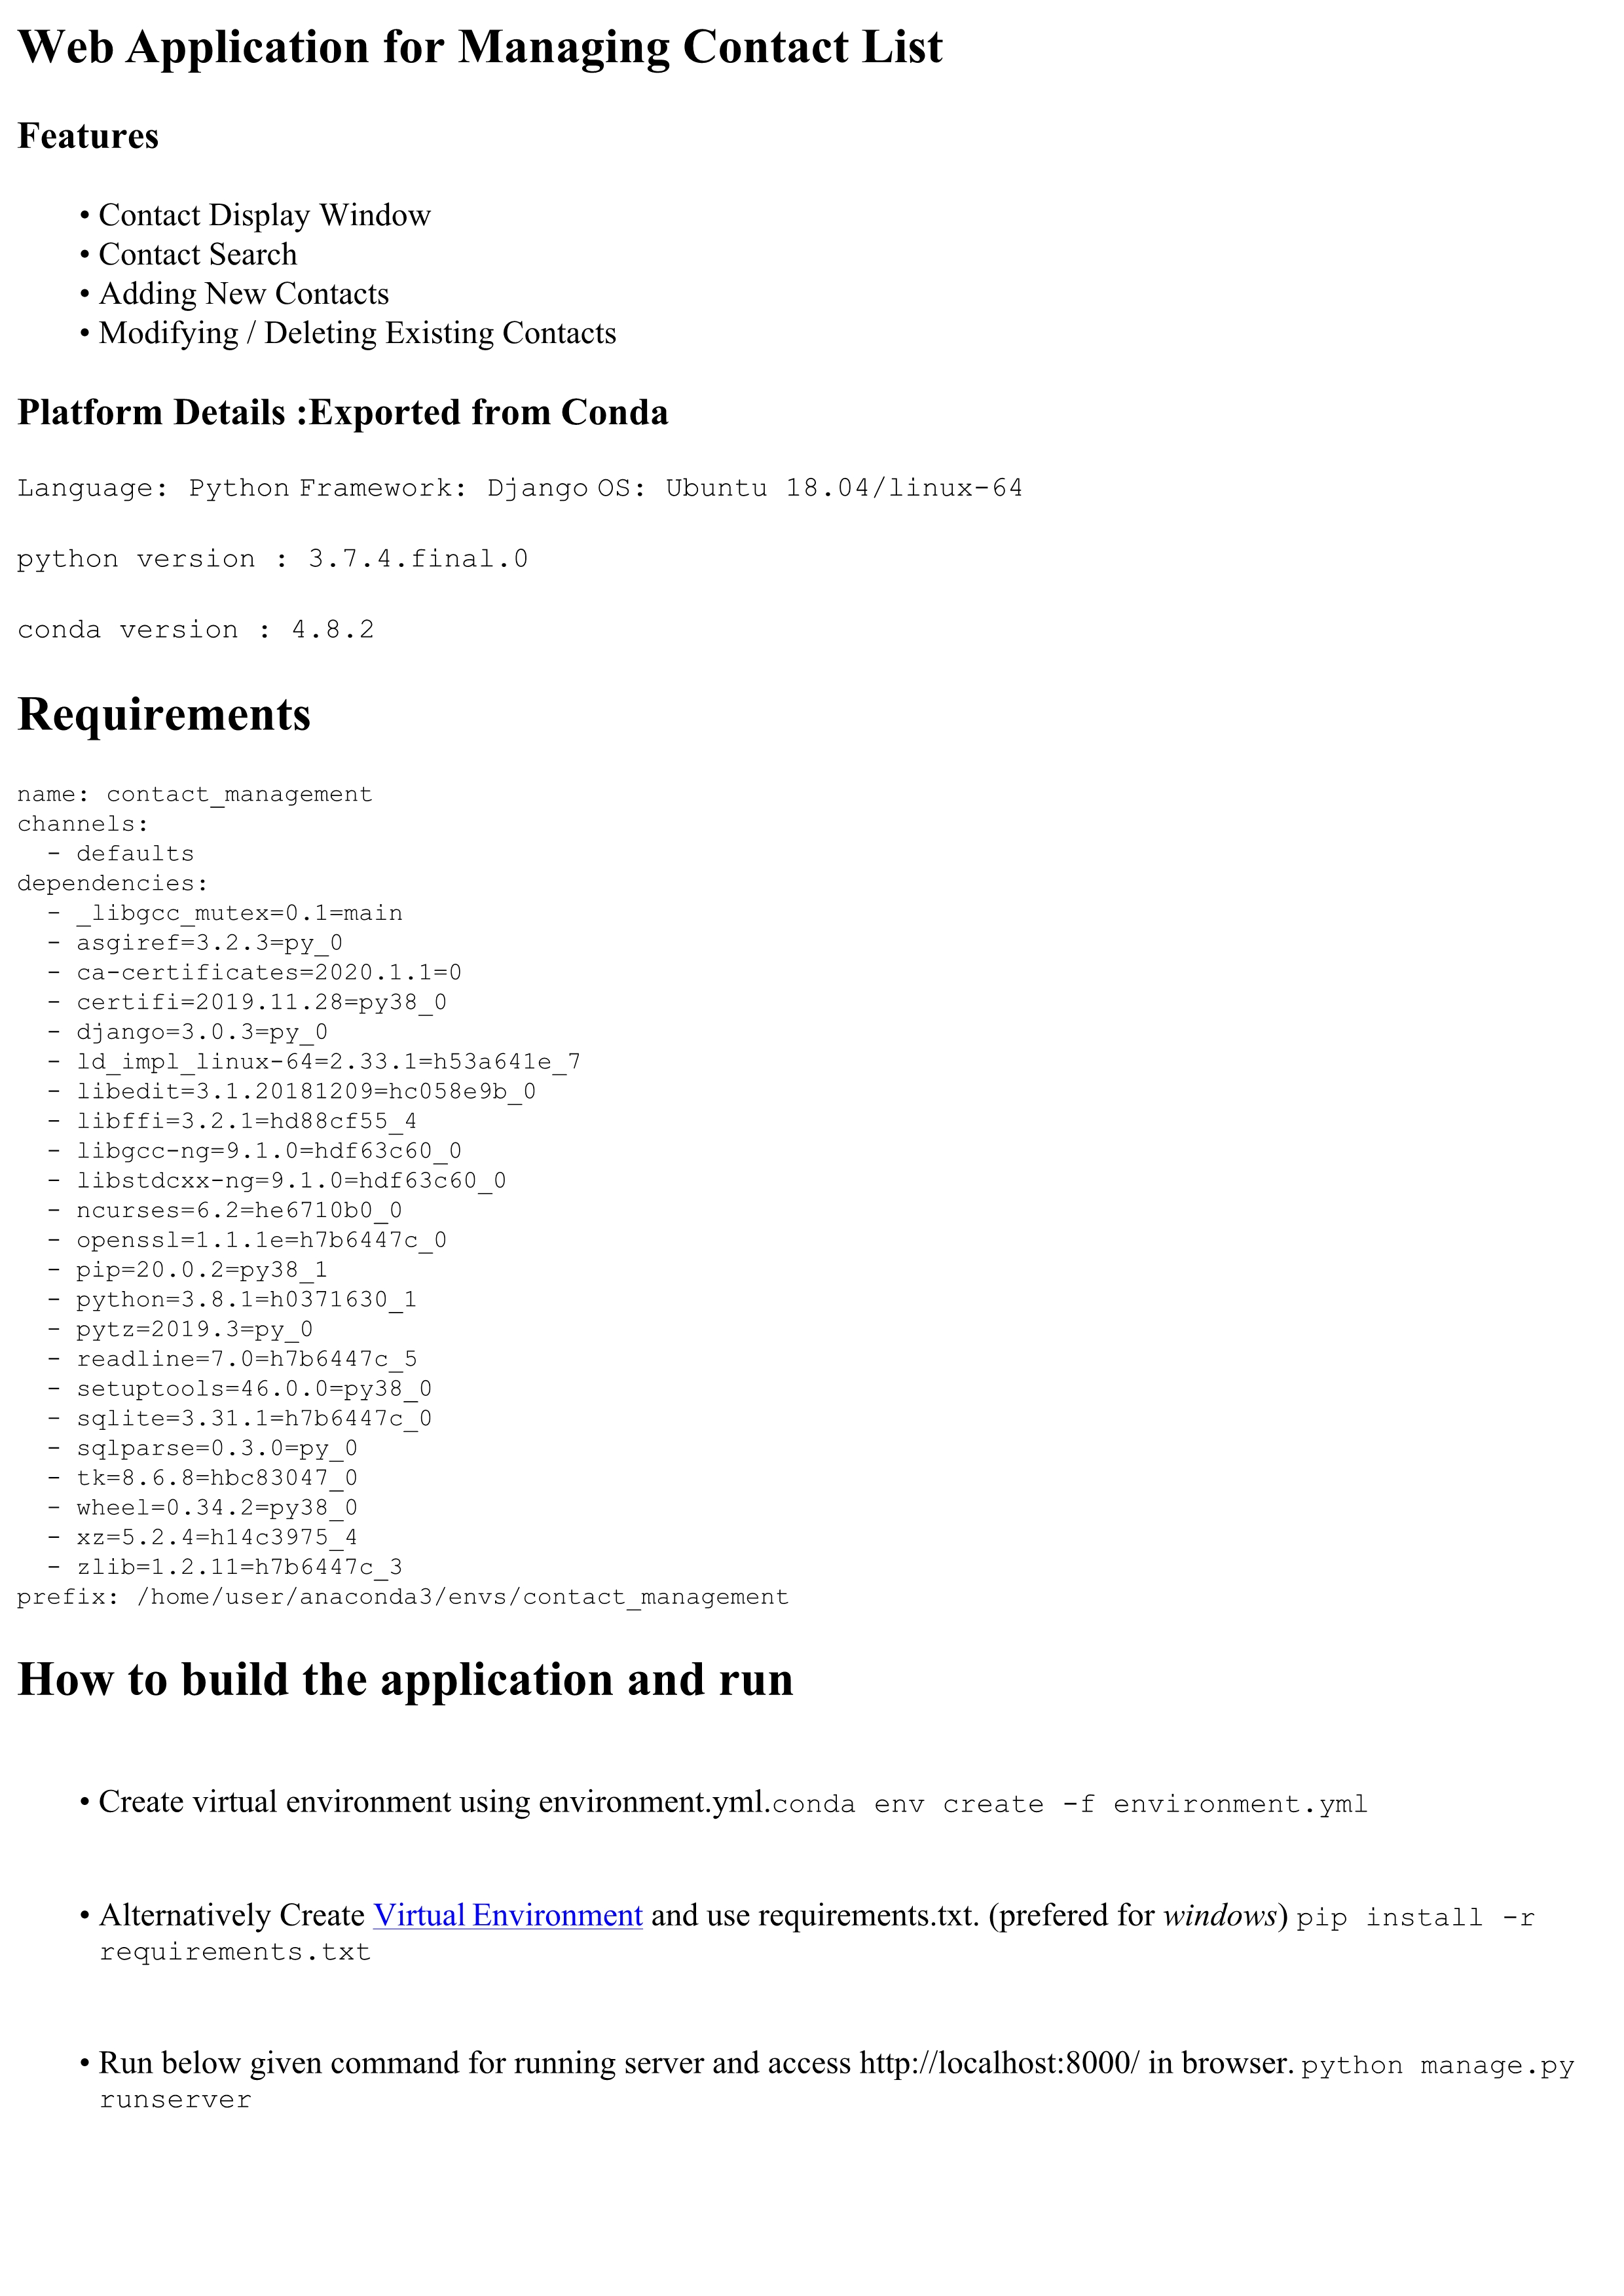 Web Application for Managing Contact List
Features
• Contact Display Window
• Contact Search
• Adding New Contacts
• Modifying / Deleting Existing Contacts
Platform Details :Exported from Conda
Language: Python Framework: Django OS: Ubuntu 18.04/linux-64
python version : 3.7.4.final.0
conda version : 4.8.2
Requirements
name: contact_management
channels:
  - defaults
dependencies:
  - _libgcc_mutex=0.1=main
  - asgiref=3.2.3=py_0
  - ca-certificates=2020.1.1=0
  - certifi=2019.11.28=py38_0
  - django=3.0.3=py_0
  - ld_impl_linux-64=2.33.1=h53a641e_7
  - libedit=3.1.20181209=hc058e9b_0
  - libffi=3.2.1=hd88cf55_4
  - libgcc-ng=9.1.0=hdf63c60_0
  - libstdcxx-ng=9.1.0=hdf63c60_0
  - ncurses=6.2=he6710b0_0
  - openssl=1.1.1e=h7b6447c_0
  - pip=20.0.2=py38_1
  - python=3.8.1=h0371630_1
  - pytz=2019.3=py_0
  - readline=7.0=h7b6447c_5
  - setuptools=46.0.0=py38_0
  - sqlite=3.31.1=h7b6447c_0
  - sqlparse=0.3.0=py_0
  - tk=8.6.8=hbc83047_0
  - wheel=0.34.2=py38_0
  - xz=5.2.4=h14c3975_4
  - zlib=1.2.11=h7b6447c_3
prefix: /home/user/anaconda3/envs/contact_management
How to build the application and run
• Create virtual environment using environment.yml.conda env create -f environment.yml
• Alternatively Create Virtual Environment and use requirements.txt. (prefered for windows) pip install -r
requirements.txt
• Run below given command for running server and access http://localhost:8000/ in browser. python manage.py
runserver